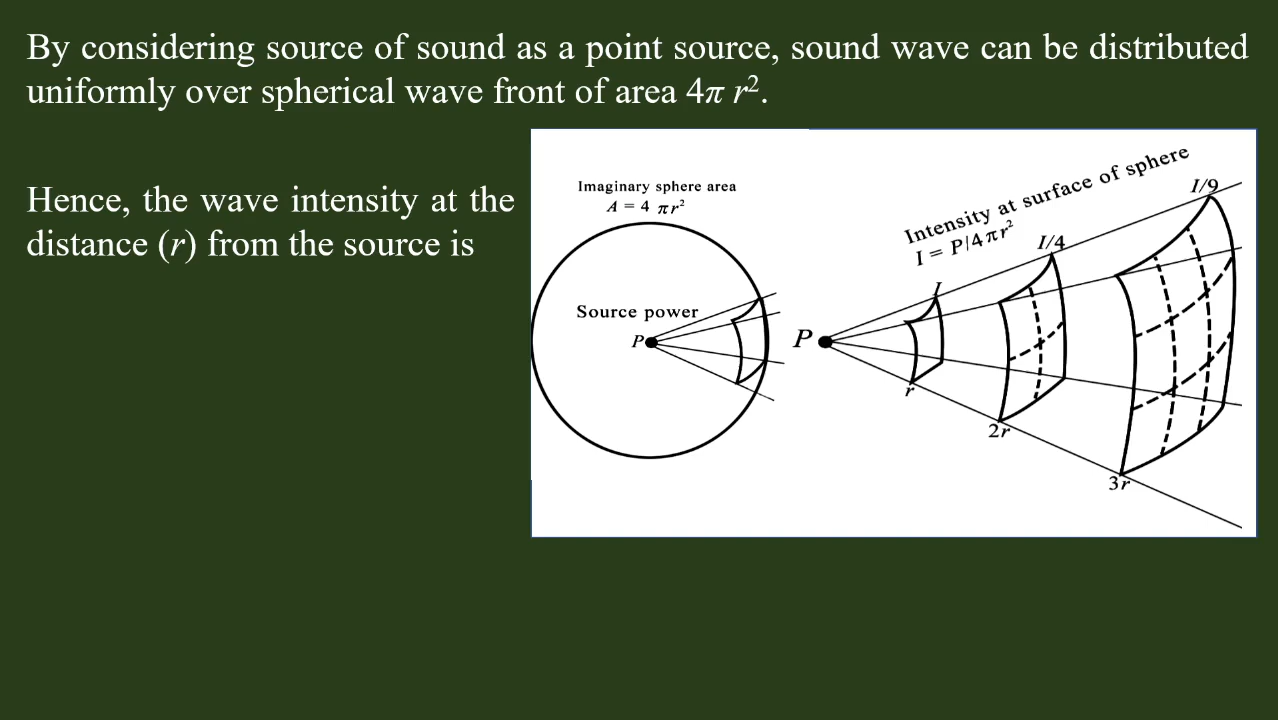 By considering source of sound as a point source, sound wave can be distributed
uniformly over spherical wave front of area 4π r².
Hence, the wave intensity at the
distance (r) from the source is
Imaginary sphere area
A = 4 πr²
Source power
P
Intensity at surface of sphere
I = P/4πr²
I
I/4
I/9
P
r
2r
3r